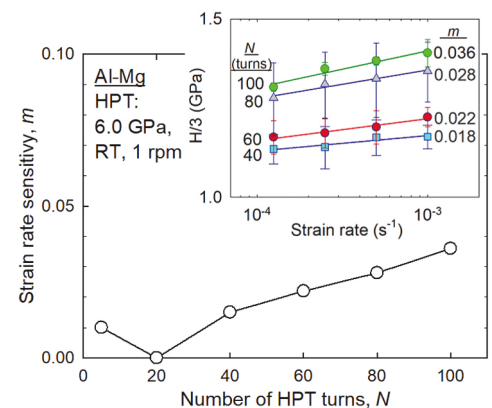 1.5
m
N
(turns)
100
80
60
40
0.036
0.028
0.022
0.018
H/3 (GPa)
1.0
10-4
10-3
Strain rate (s-1)
Al-Mg
HPT:
6.0 GPa,
RT, 1 rpm
0.10
0.05
0.00
Strain rate sensitivy, m
0
20
40
60
80
100
Number of HPT turns, N